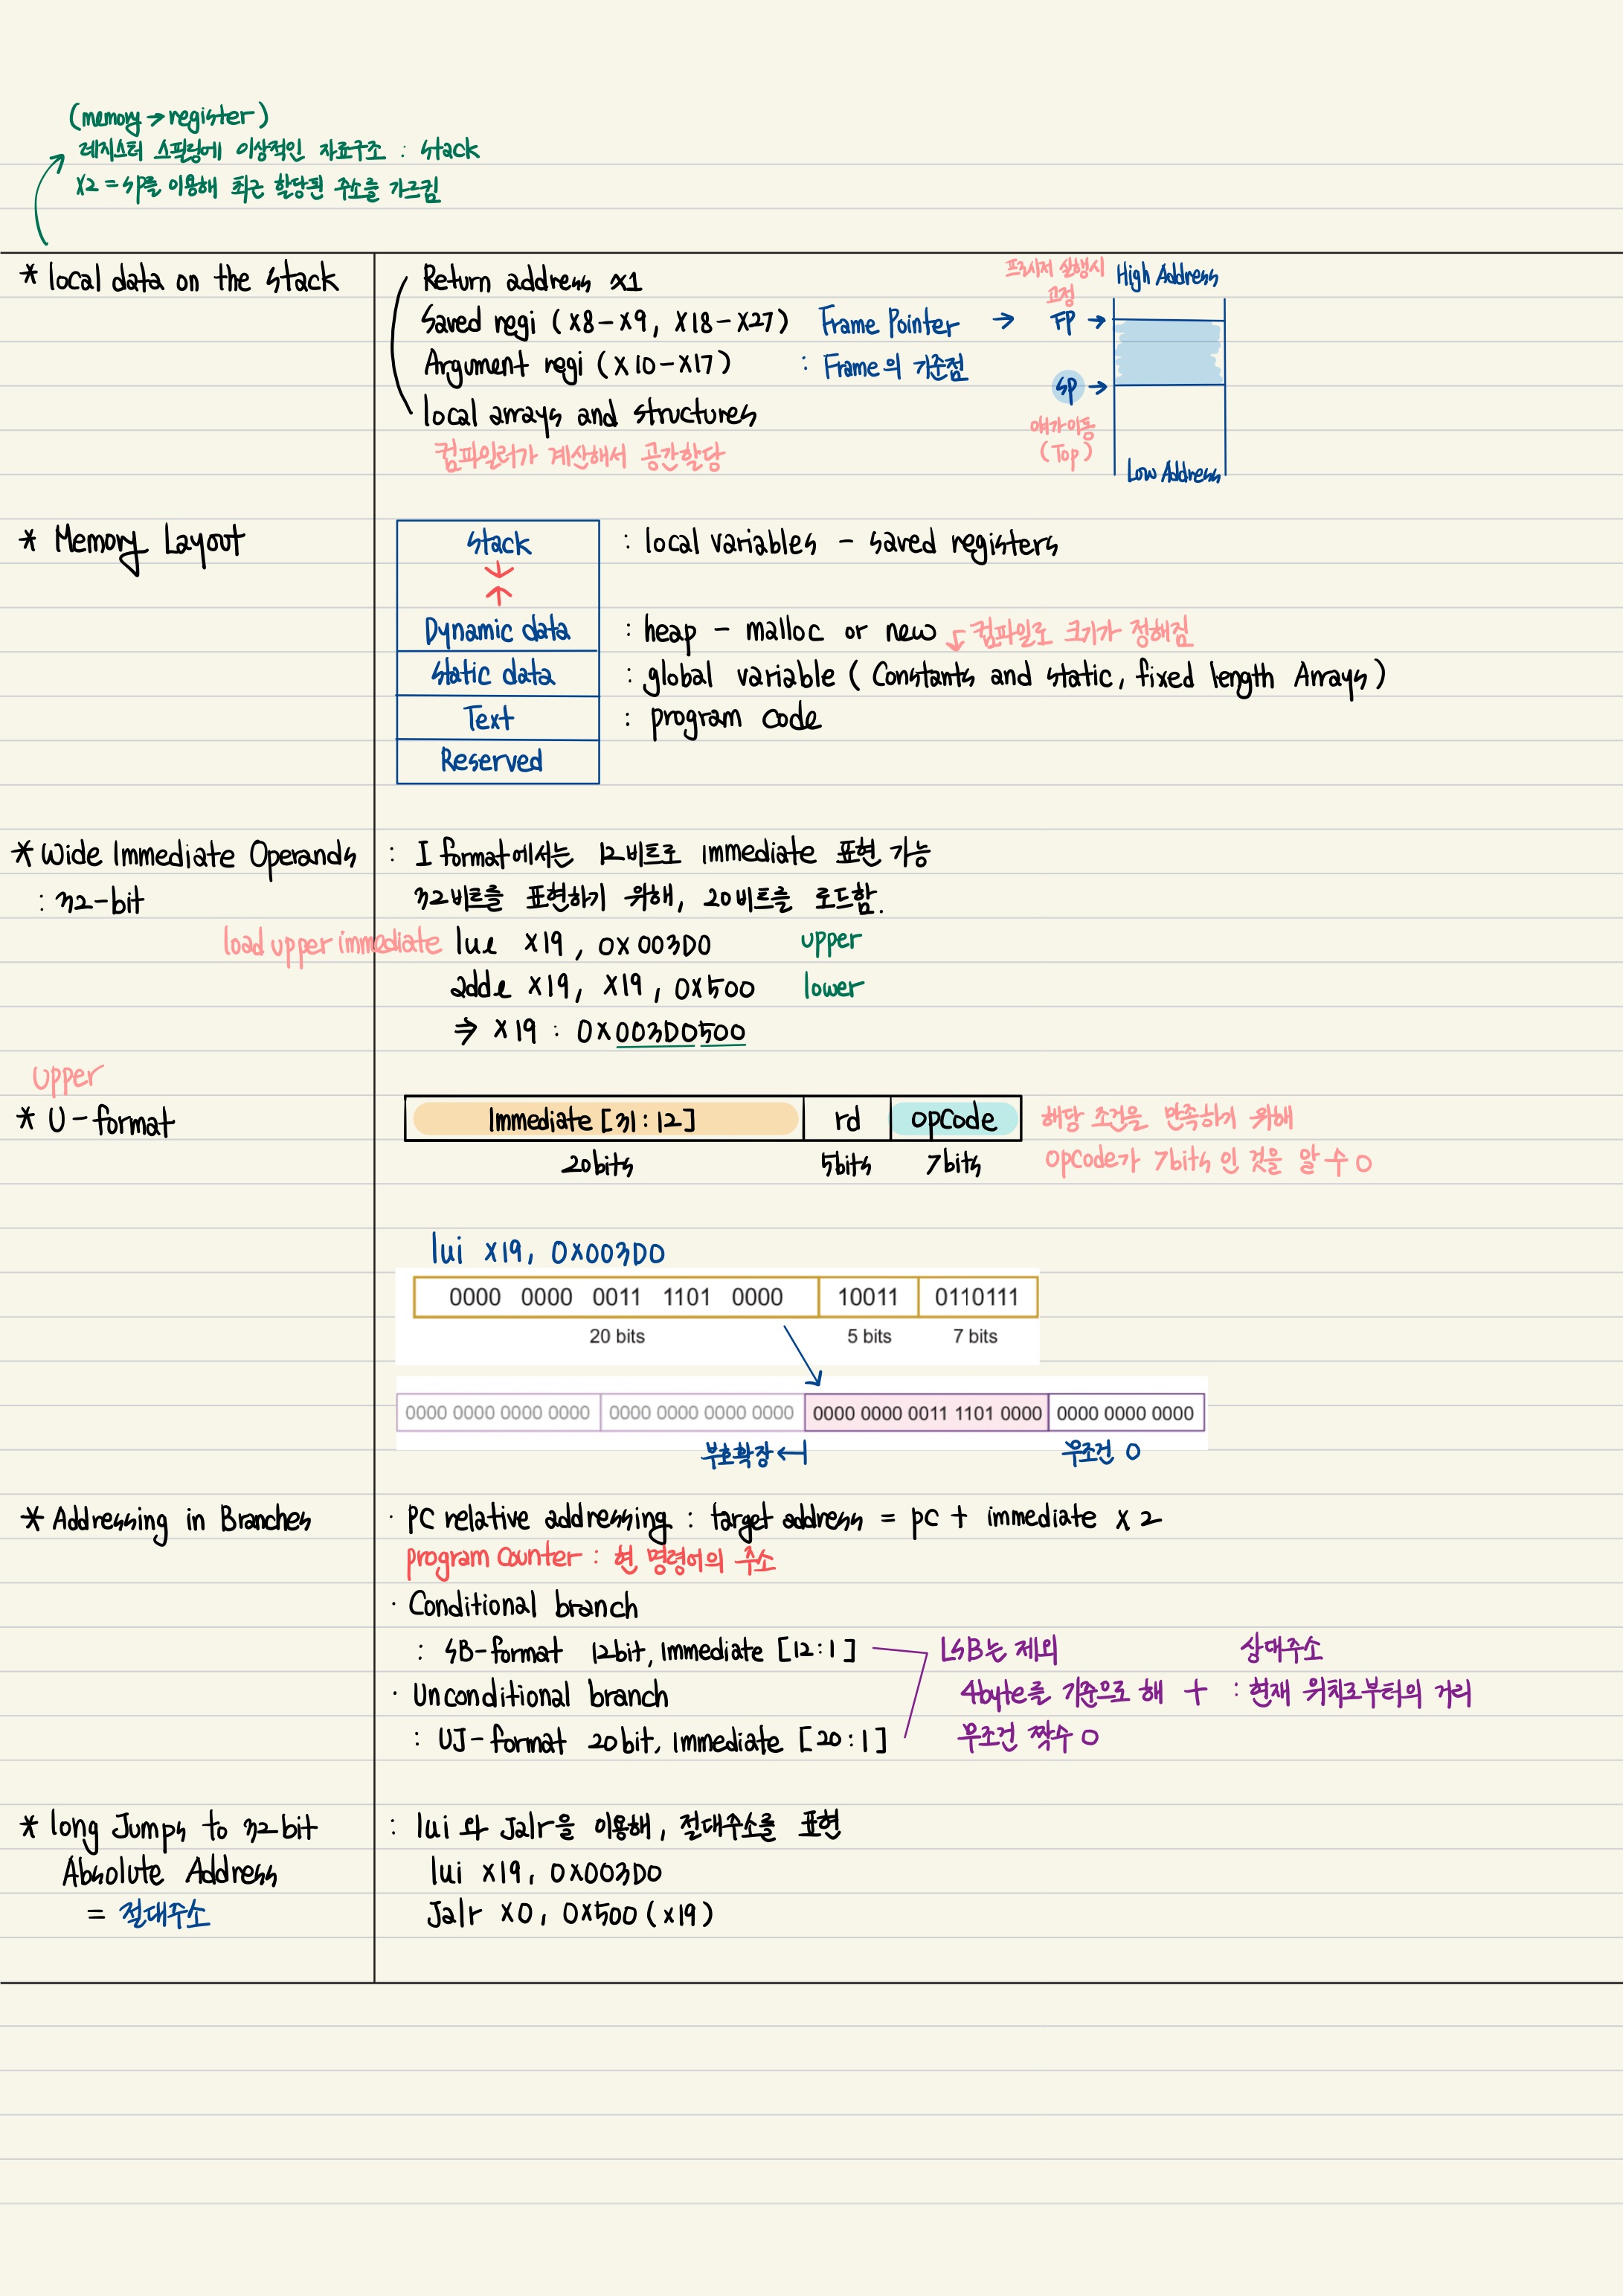 (memory → register)
레지스터 스필링에 이상적인 자료구조 : stack
X2 = SP를 이용해 최근 할당된 주소를 가르킴
* local data on the stack
Return address x1
Saved regi (X8-X9, X18-X27)
Argument regi (X10-X17)
local arrays and structures
컴파일러가 계산해서 공간할당
Frame Pointer →
: Frame의 기준점
프로시저 실행시
고정
FP →
SP →
얘가 이동
(Top)
High Address
Low Address
* Memory Layout
stack
: local variables - saved registers
Dynamic data
: heap - malloc or new
컴파일로 크기가 정해짐
static data
: global variable (Constants and static, fixed length Arrays)
Text
: program code
Reserved
* Wide Immediate Operands
: 32-bit
: I format에서는 12비트로 immediate 표현 가능
32비트를 표현하기 위해, 20비트를 로드함.
load upper immediate
lue X19, 0X003D0
upper
adde X19, X19, 0X500
lower
⇒ X19 : 0X003D0500
Upper
* U-format
Immediate [31:12]
rd
opCode
20bits
5bits
7bits
해당 조건을 만족하기 위해
opCode가 7bits인 것을 알 수 O
lui X19, 0X003D0
0000 0000 0011 1101 0000
10011
0110111
20 bits
5 bits
7 bits
0000 0000 0000 0000
0000 0000 0000 0000
0000 0000 0011 1101 0000
0000 0000 0000
부호확장
무조건 0
* Addressing in Branches
· PC relative addressing : target address = pc + immediate X 2
program Counter : 현 명령어의 주소
· Conditional branch
: SB-format 12bit, Immediate [12:1]
· Unconditional branch
: UJ-format 20bit, Immediate [20:1]
LSB는 제외
4byte를 기준으로 해 +
무조건 짝수 O
상대주소
: 현재 위치로부터의 거리
* long Jumps to 32bit
Absolute Address
= 절대주소
: lui 와 Jalr을 이용해, 절대주소를 표현
lui X19, 0X003D0
Jalr X0, 0X500 (x19)